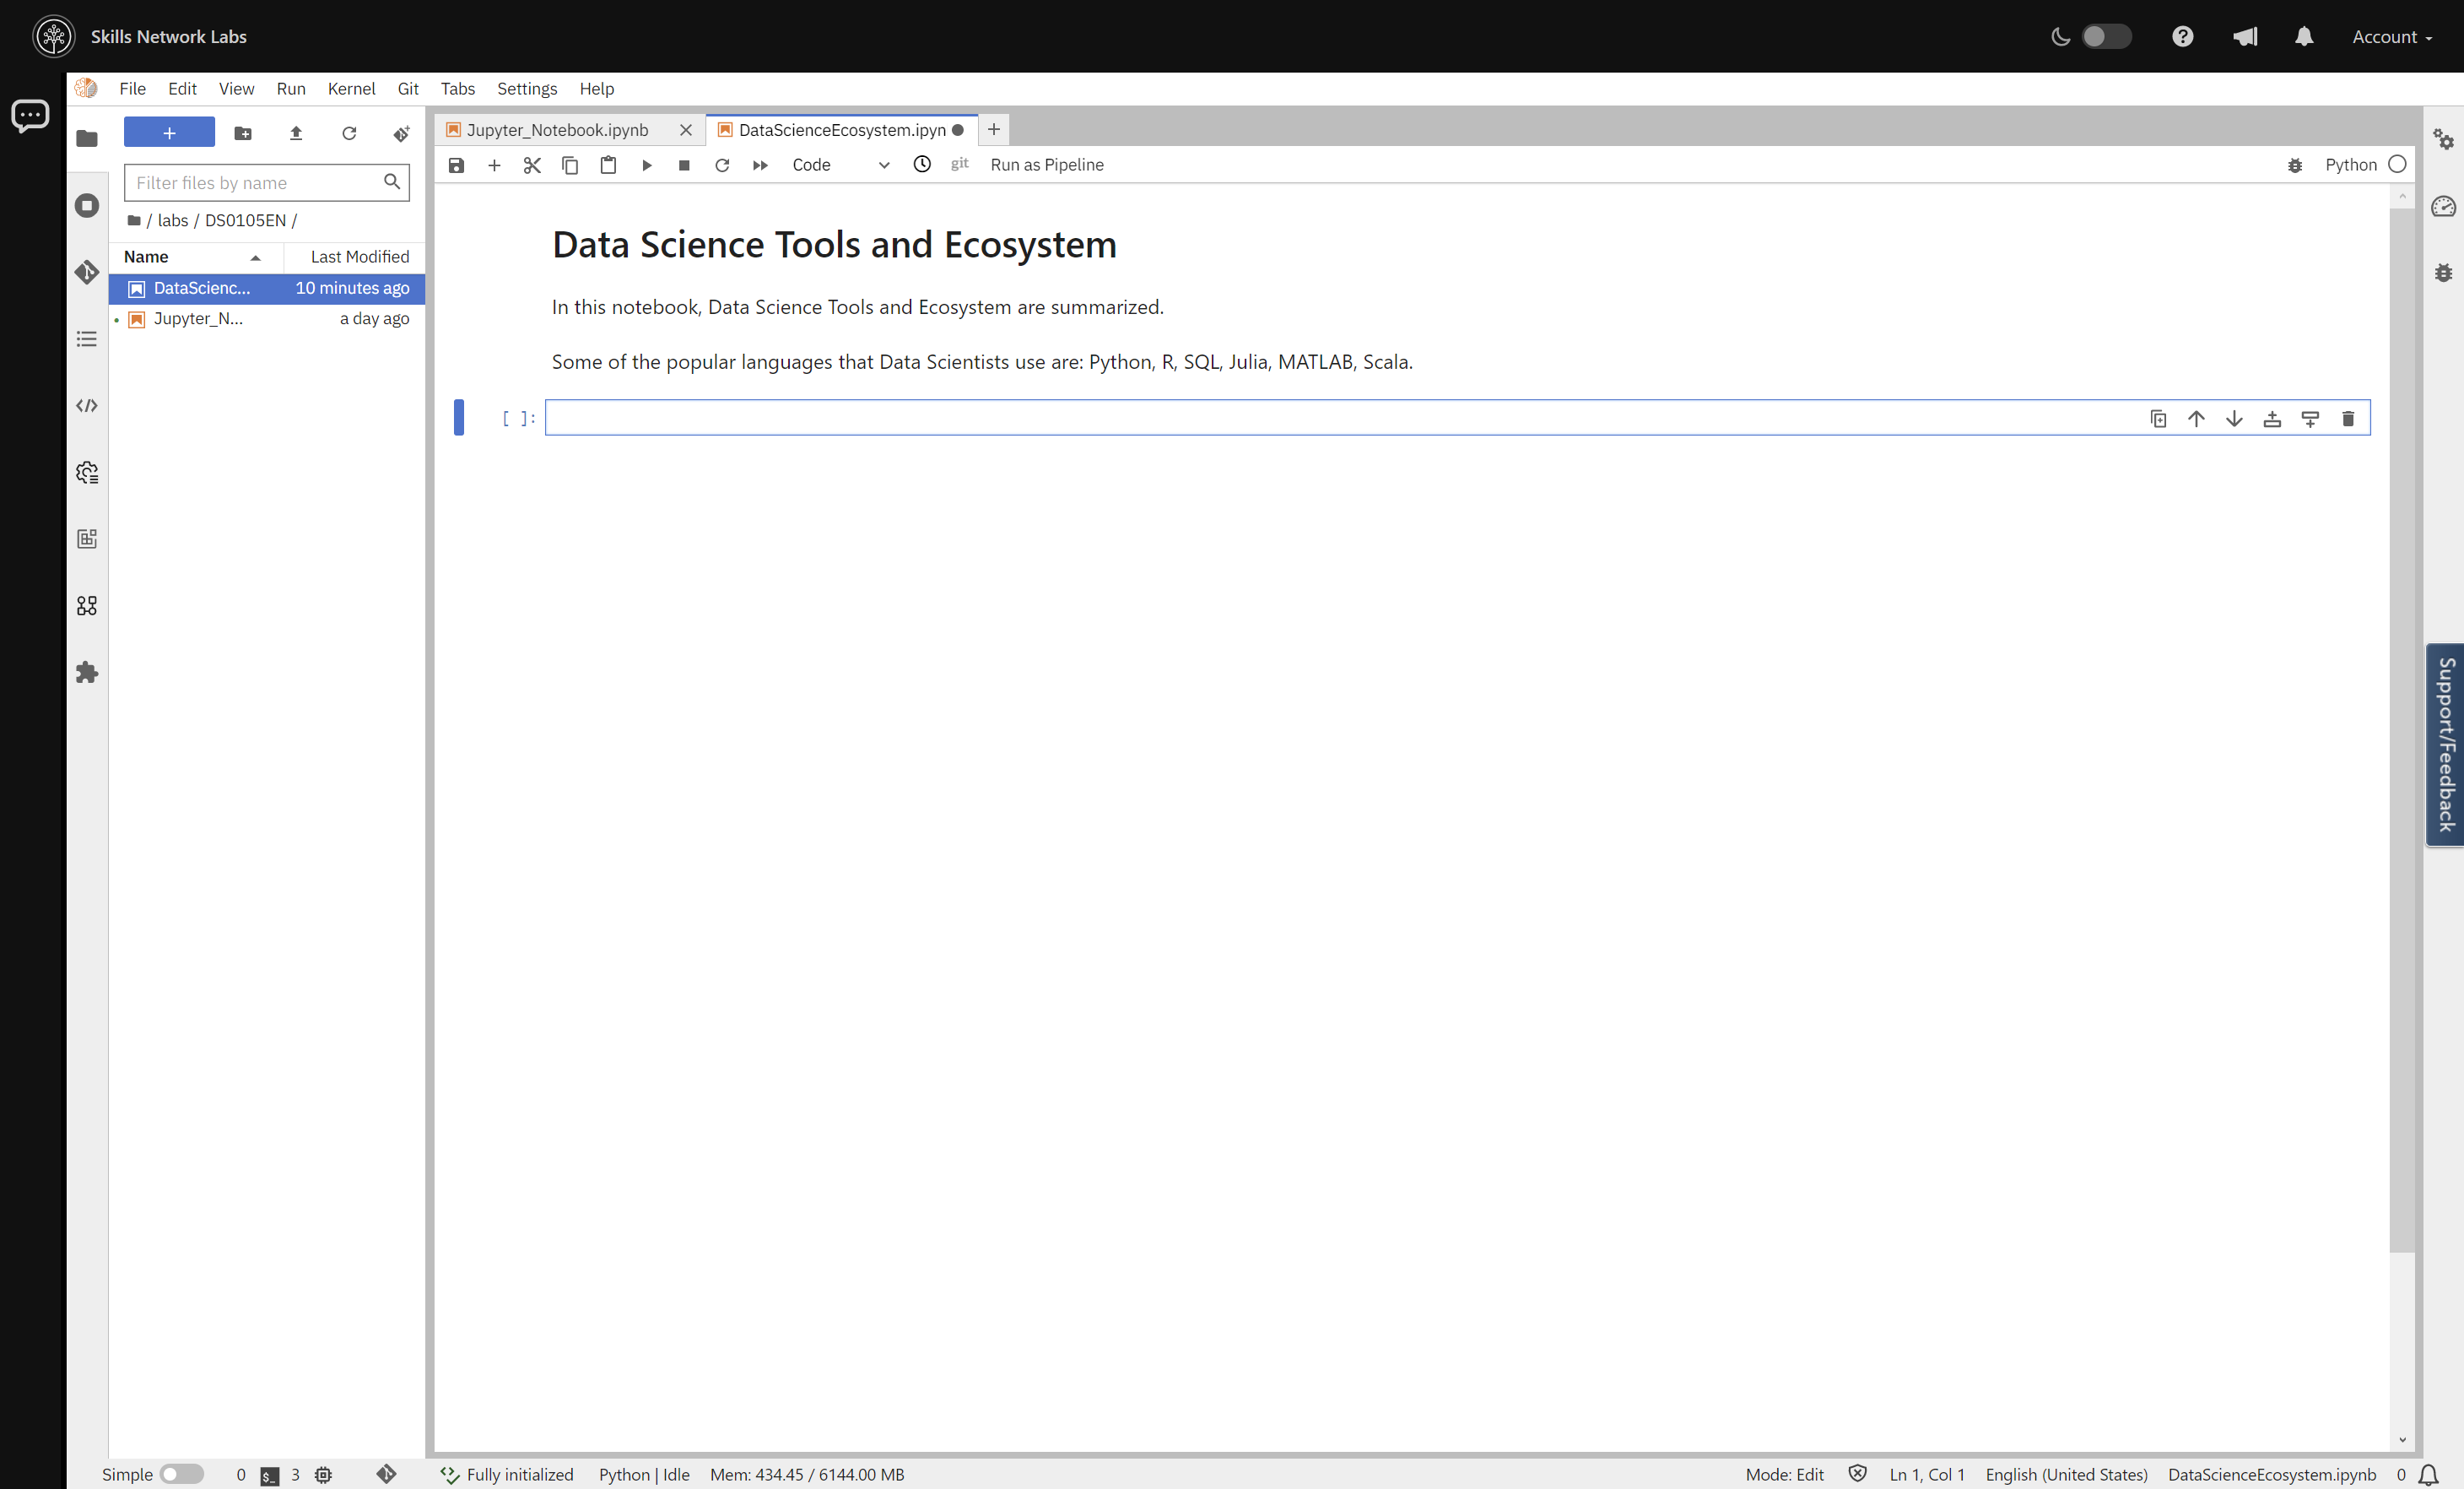 Skills Network Labs
Account
File Edit View Run Kernel Git Tabs Settings Help
+
Filter files by name
/ labs / DS0105EN /
Name Last Modified
DataScienc... 10 minutes ago
Jupyter_N... a day ago
Jupyter_Notebook.ipynb
DataScienceEcosystem.ipyn
Code
git
Run as Pipeline
Python
Data Science Tools and Ecosystem
In this notebook, Data Science Tools and Ecosystem are summarized.
Some of the popular languages that Data Scientists use are: Python, R, SQL, Julia, MATLAB, Scala.
[ ]:
Support/Feedback
Simple 0 $_ 3 Fully initialized Python | Idle Mem: 434.45 / 6144.00 MB Mode: Edit Ln 1, Col 1 English (United States) DataScienceEcosystem.ipynb 0